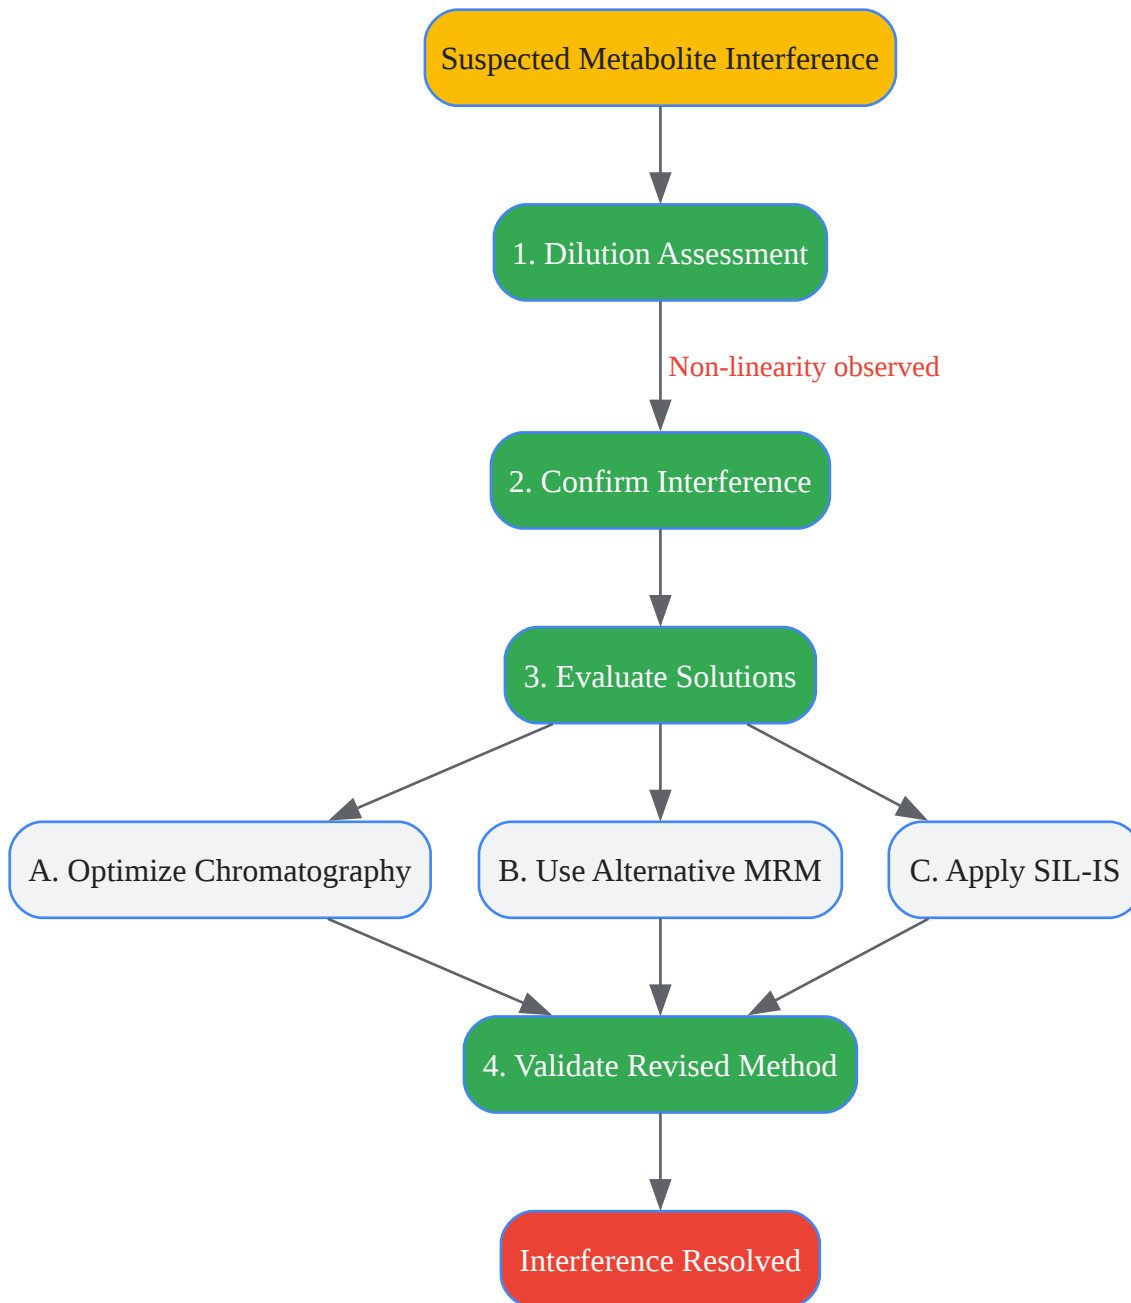 Suspected Metabolite Interference
1. Dilution Assessment
Non-linearity observed
2. Confirm Interference
3. Evaluate Solutions
A. Optimize Chromatography
B. Use Alternative MRM
C. Apply SIL-IS
4. Validate Revised Method
Interference Resolved